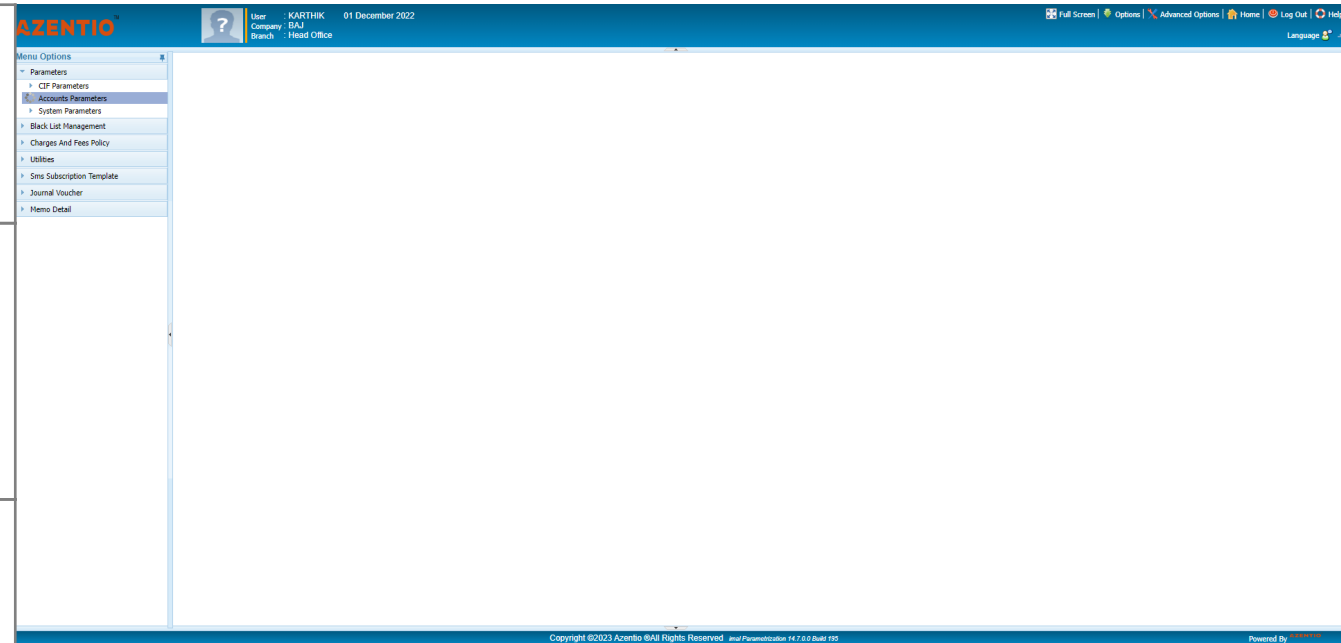 AZENTIO
User : KARTHIK 01 December 2022
Company : BAJ
Branch : Head Office
Full Screen | Options | Advanced Options | Home | Log Out | Help
Language
Menu Options
Parameters
CIF Parameters
Accounts Parameters
System Parameters
Black List Management
Charges And Fees Policy
Utilities
Sms Subscription Template
Journal Voucher
Memo Detail
Copyright ©2023 Azentio ®All Rights Reserved imal Parametrization 14.7.0.0 Build 195
Powered By AZENTIO